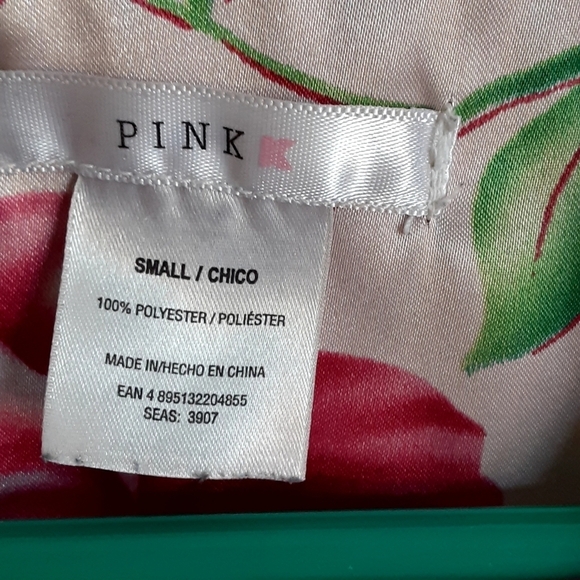 PINK K
SMALL / CHICO
100% POLYESTER / POLIÉSTER
MADE IN/HECHO EN CHINA
EAN 4 895132204855
SEAS: 3907